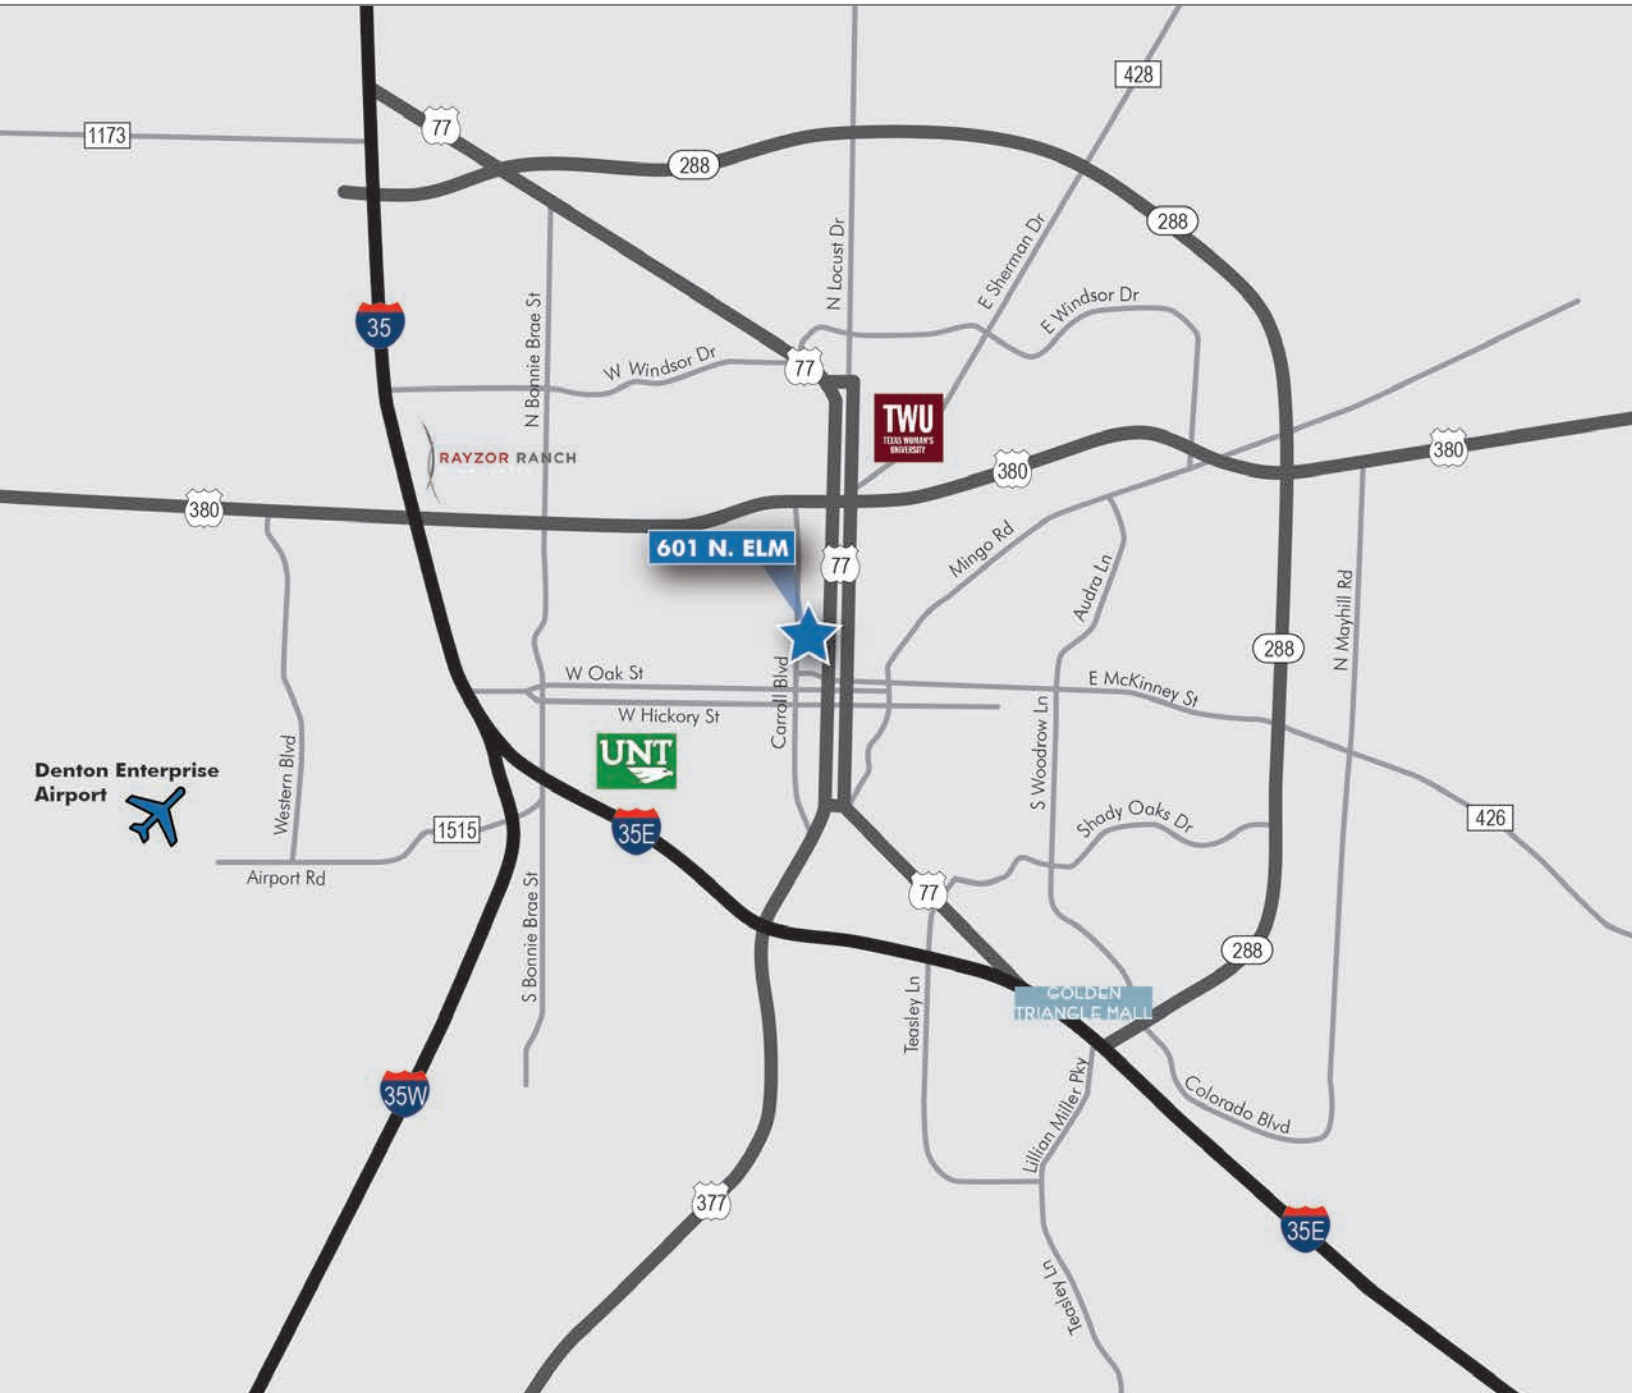 428
77
1173
288
288
N Locust Dr
E Sherman Dr
E Windsor Dr
35
N Bonnie Brae St
W Windsor Dr
77
TWU
TEXAS WOMAN'S
UNIVERSITY
RAYZOR RANCH
380
380
380
601 N. ELM
77
Mingo Rd
Audra Ln
N Mayhill Rd
288
W Oak St
E McKinney St
Carroll Blvd
W Hickory St
S Woodrow Ln
UNT
Western Blvd
Denton Enterprise
Airport
1515
35E
Shady Oaks Dr
426
Airport Rd
77
S Bonnie Brae St
288
Teasley Ln
GOLDEN
TRIANGLE MALL
35W
Lillian Miller Pky
Colorado Blvd
377
35E
Teasley Ln